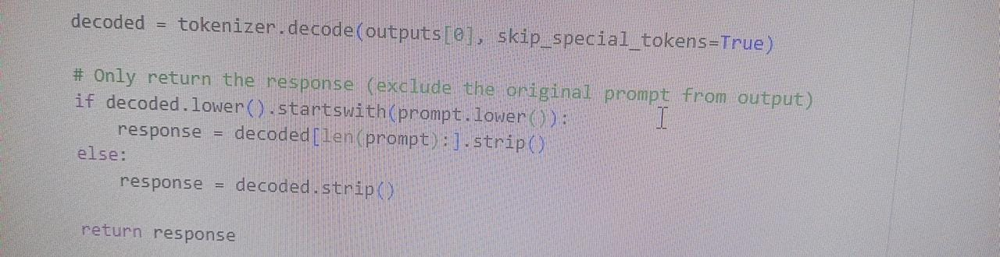 decoded = tokenizer.decode(outputs[0], skip_special_tokens=True)
# Only return the response (exclude the original prompt from output)
if decoded.lower().startswith(prompt.lower()):
response = decoded[len(prompt):].strip()
else:
response = decoded.strip()
return response